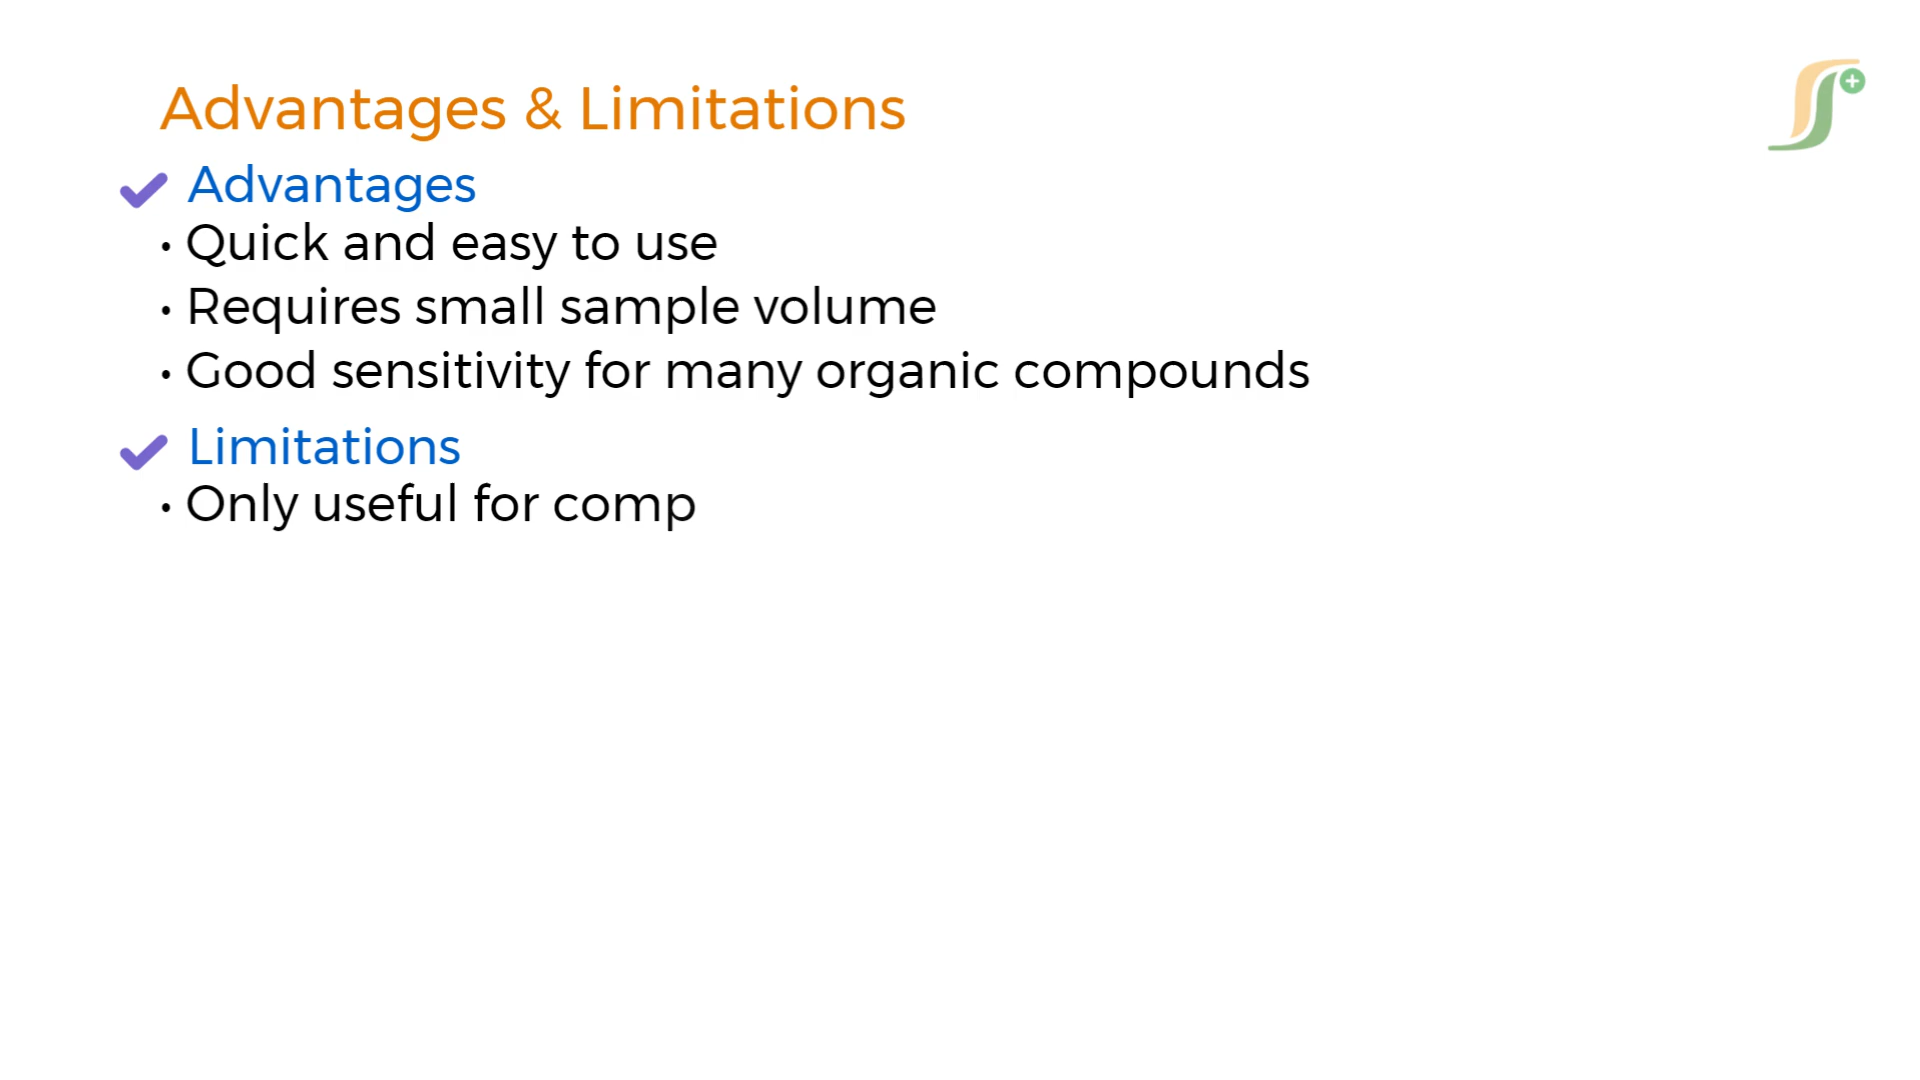 Advantages & Limitations
Advantages
• Quick and easy to use
• Requires small sample volume
• Good sensitivity for many organic compounds
Limitations
• Only useful for comp